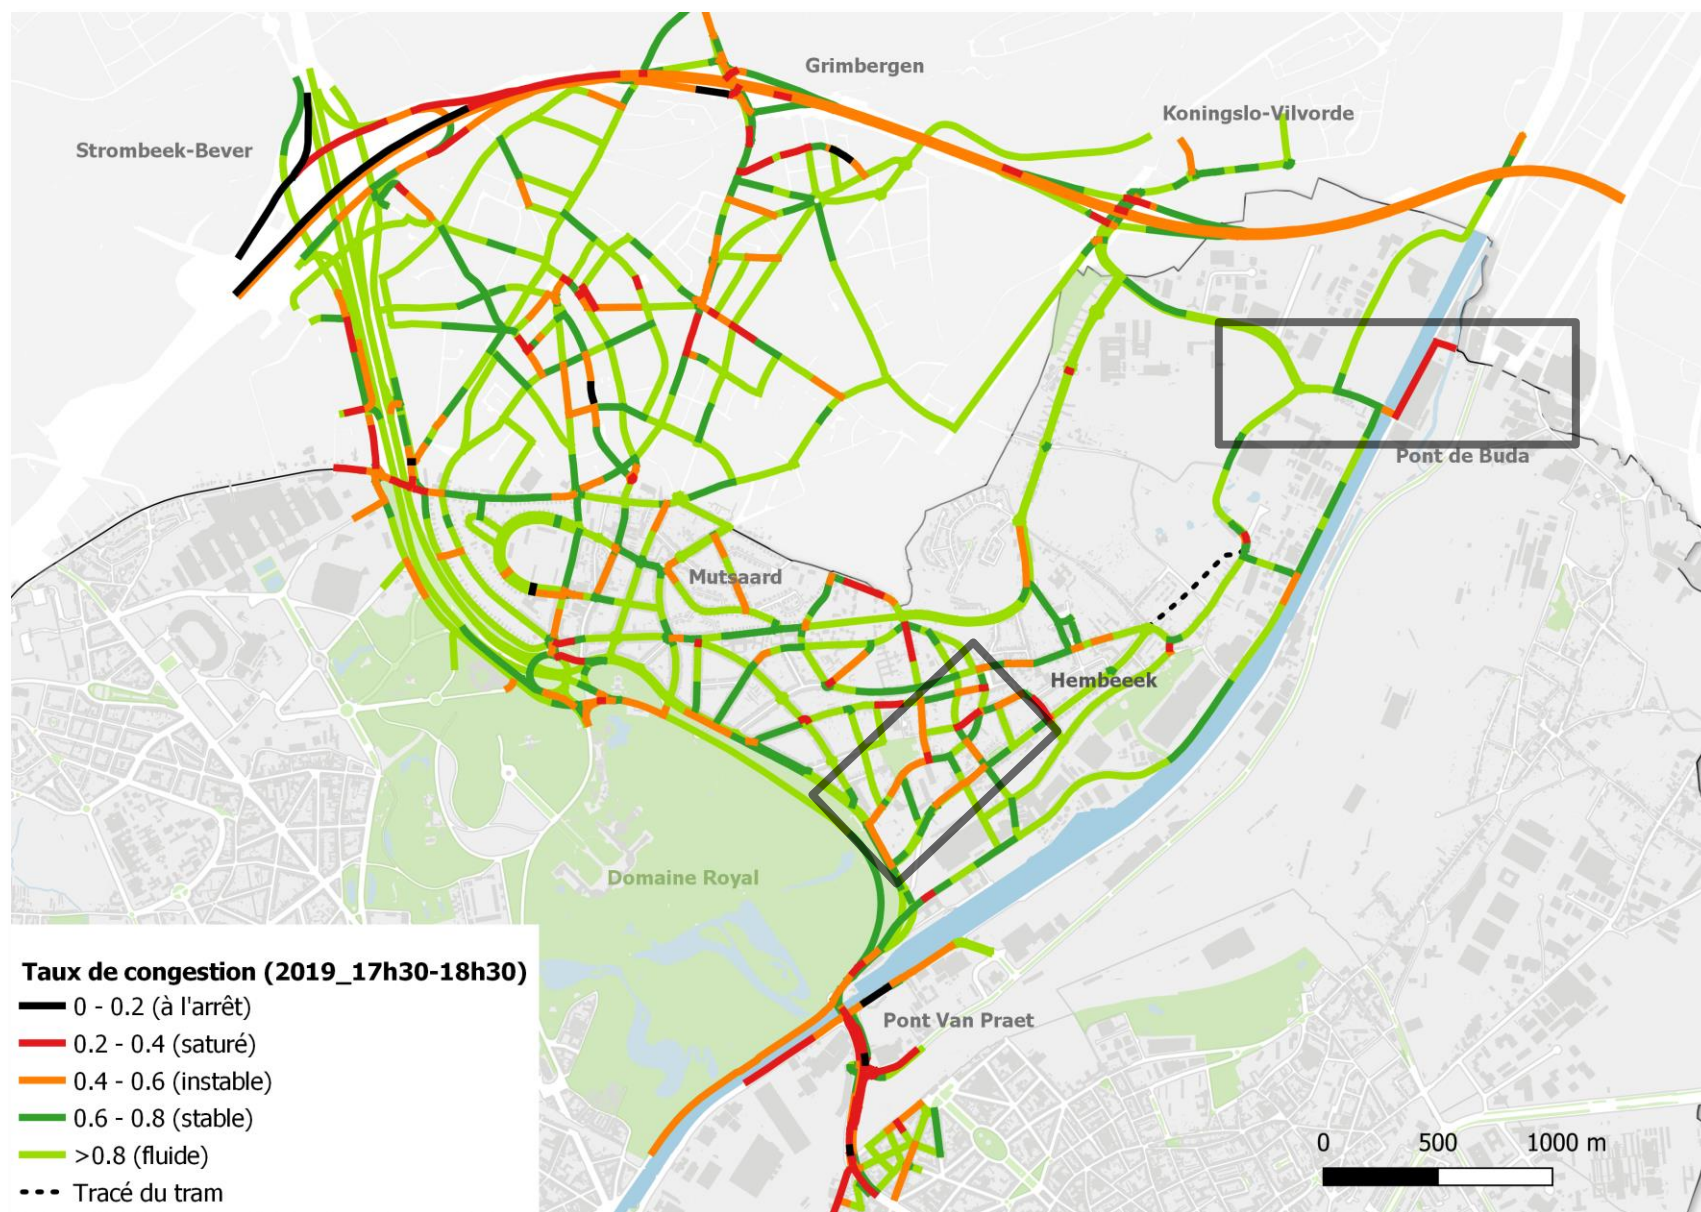 Grimbergen
Koningslo-Vilvorde
Strombeek-Bever
Pont de Buda
Mutsaard
Hembeeek
Domaine Royal
Pont Van Praet
Taux de congestion (2019_17h30-18h30)
0 - 0.2 (à l'arrêt)
0.2 - 0.4 (saturé)
0.4 - 0.6 (instable)
0.6 - 0.8 (stable)
>0.8 (fluide)
Tracé du tram
0 500 1000 m